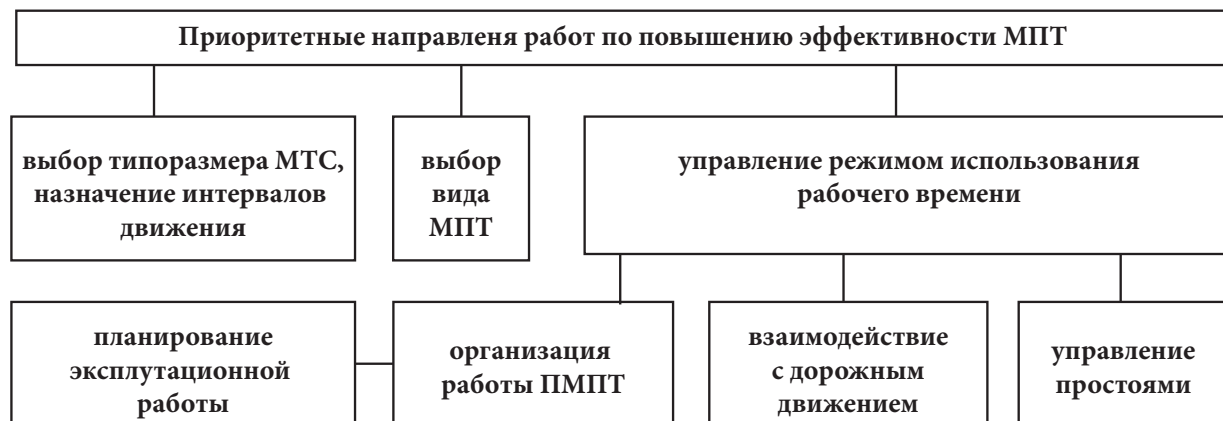 Приоритетные направленя работ по повышению эффективности МПТ
выбор типоразмера МТС,
назначение интервалов
движения
выбор
вида
МПТ
управление режимом использования
рабочего времени
планирование
эксплутационной
работы
организация
работы ПМПТ
взаимодействие
с дорожным
движением
управление
простоями